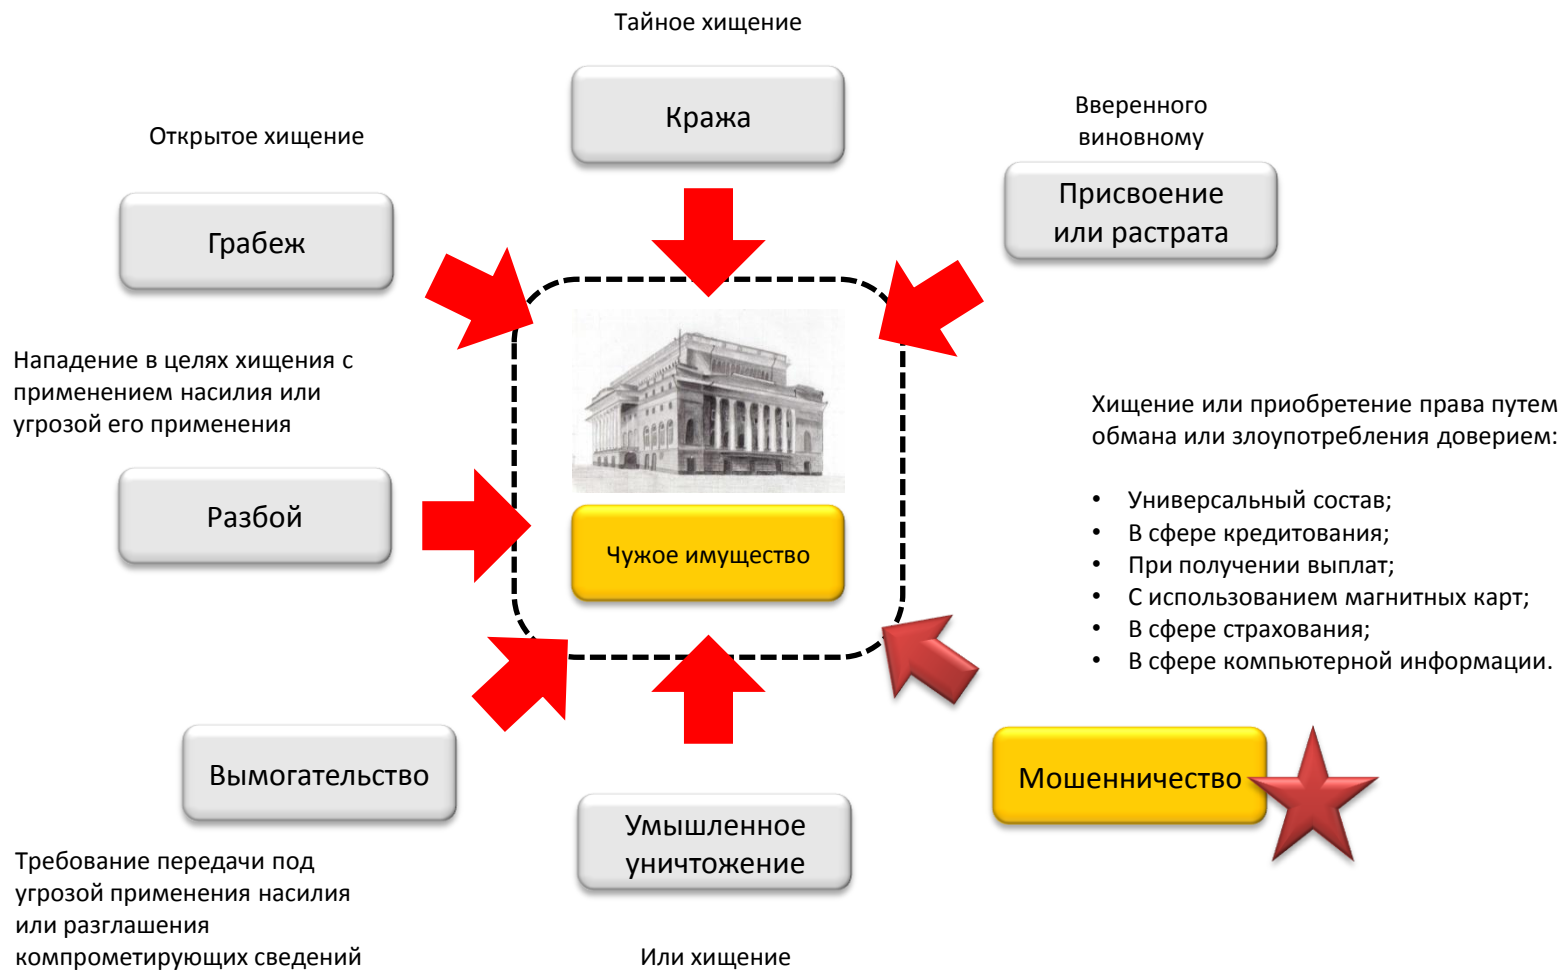 Тайное хищение
Кража
Вверенного
виновному
Присвоение
или растрата
Открытое хищение
Грабеж
Нападение в целях хищения с
применением насилия или
угрозой его применения
Разбой
Чужое имущество
Хищение или приобретение права путем
обмана или злоупотребления доверием:
• Универсальный состав;
• В сфере кредитования;
• При получении выплат;
• С использованием магнитных карт;
• В сфере страхования;
• В сфере компьютерной информации.
Мошенничество
Вымогательство
Требование передачи под
угрозой применения насилия
или разглашения
компрометирующих сведений
Умышленное
уничтожение
Или хищение